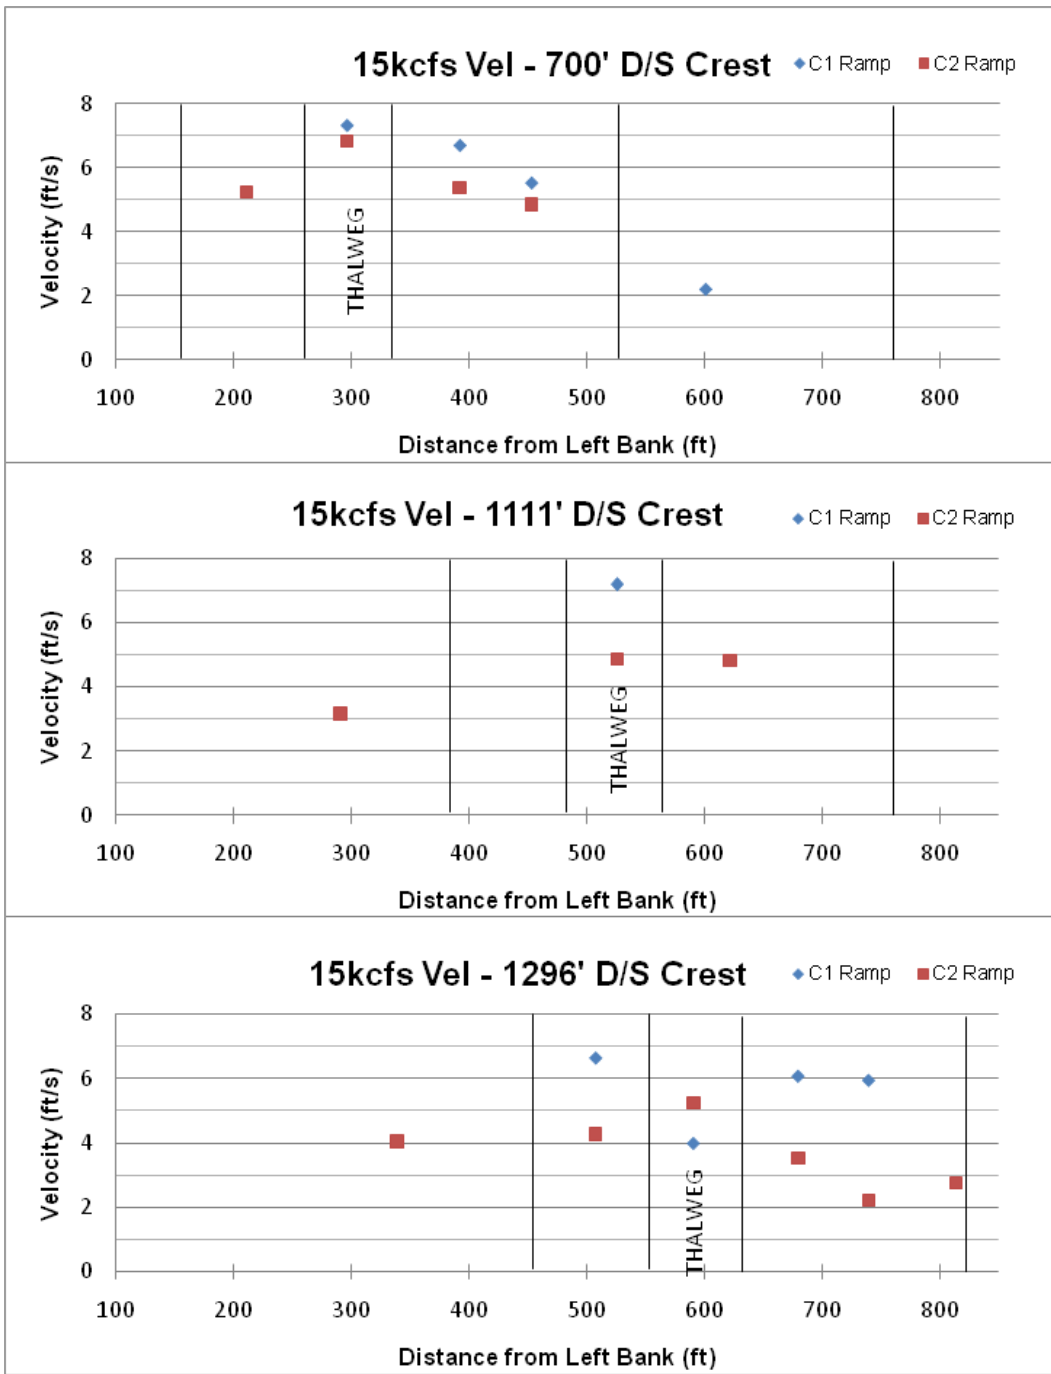 15kcfs Vel - 700' D/S Crest
C1 Ramp C2 Ramp
Velocity (ft/s)
8
6
4
2
0
THALWEG
100 200 300 400 500 600 700 800
Distance from Left Bank (ft)
15kcfs Vel - 1111' D/S Crest
C1 Ramp C2 Ramp
Velocity (ft/s)
8
6
4
2
0
THALWEG
100 200 300 400 500 600 700 800
Distance from Left Bank (ft)
15kcfs Vel - 1296' D/S Crest
C1 Ramp C2 Ramp
Velocity (ft/s)
8
6
4
2
0
THALWEG
100 200 300 400 500 600 700 800
Distance from Left Bank (ft)